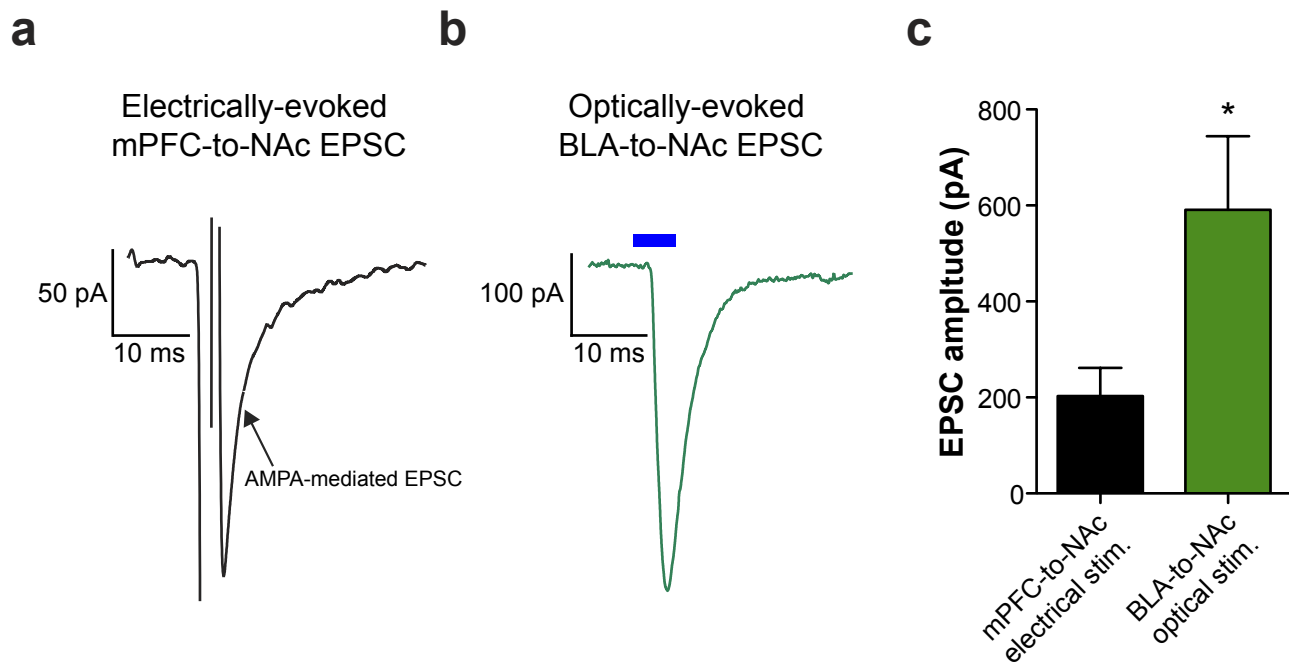 a
Electrically-evoked
mPFC-to-NAc EPSC
50 pA
10 ms
AMPA-mediated EPSC
b
Optically-evoked
BLA-to-NAc EPSC
100 pA
10 ms
c
EPSC amplitude (pA)
800
600
400
200
0
*
mPFC-to-NAc
electrical stim.
BLA-to-NAc
optical stim.